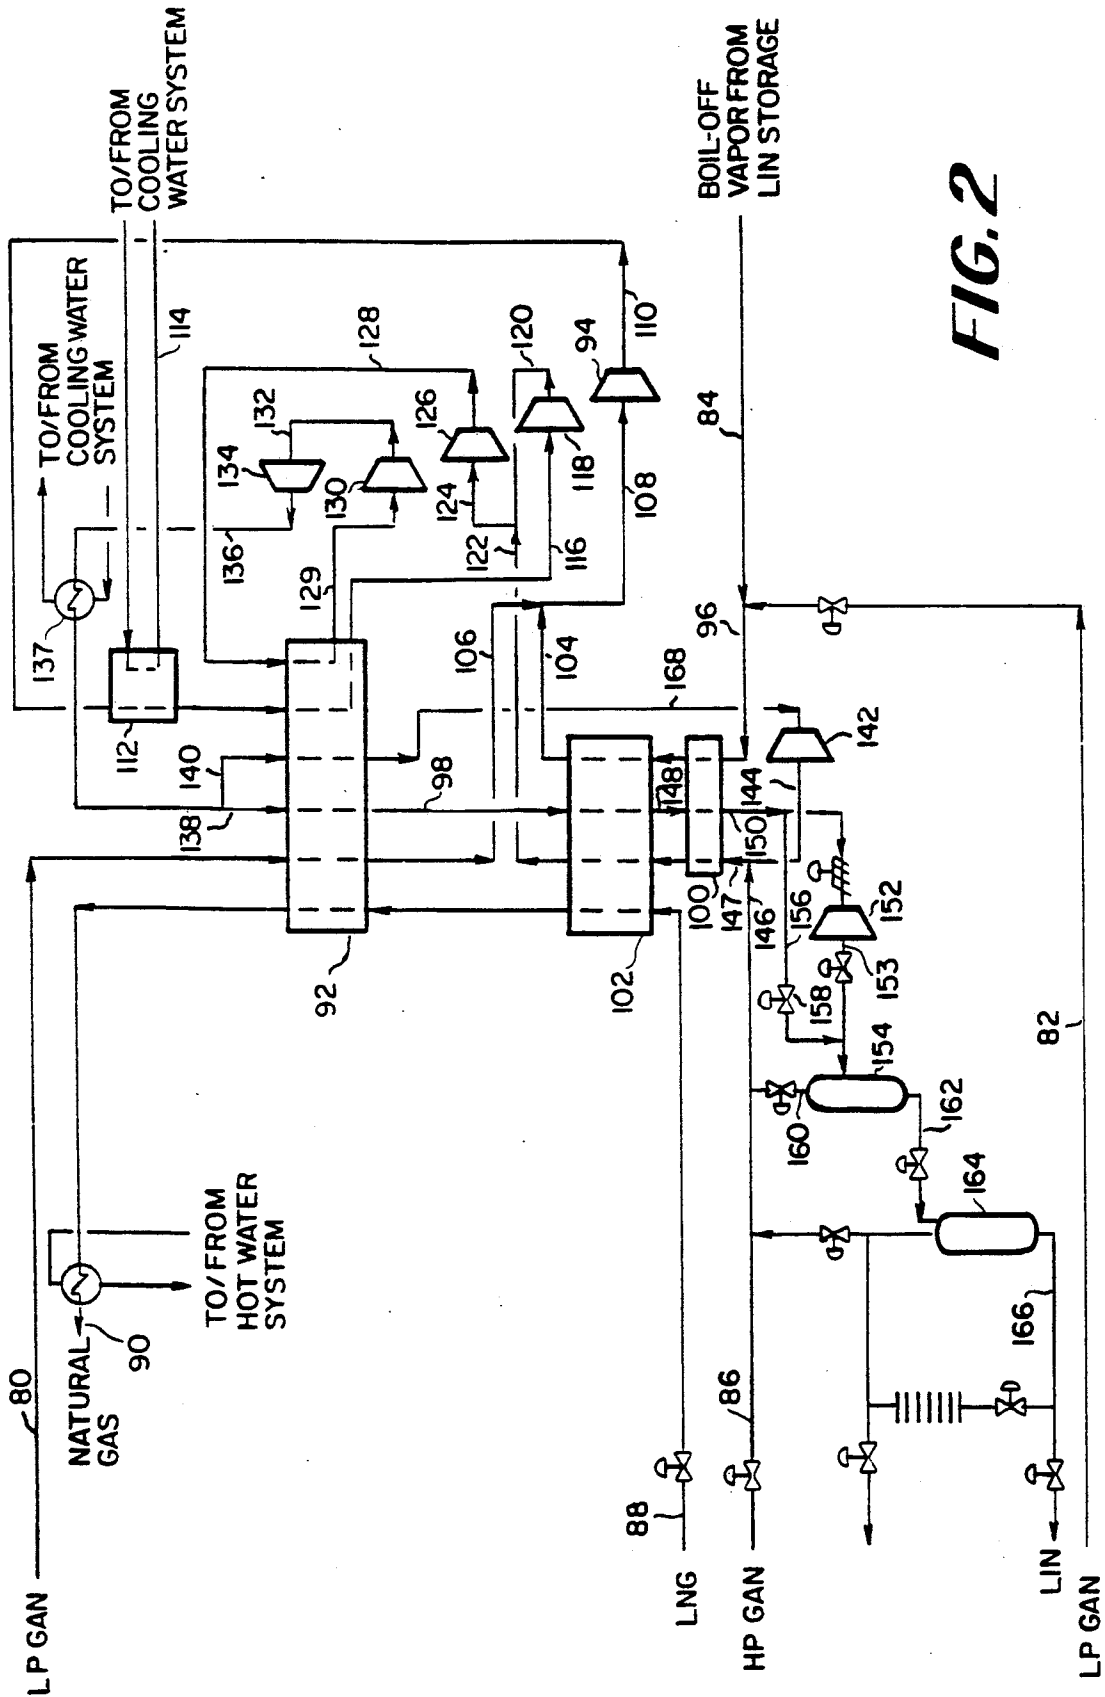 TO/FROM
COOLING
WATER SYSTEM
TO/FROM
COOLING WATER
SYSTEM
114
128
132
134
136
137
112
140
138
129
130
126
124
122
120
118
116
94
110
108
106
104
98
168
92
102
100
148
150
144
142
147
146
156
158
152
153
154
160
162
164
166
96
84
82
80
86
88
90
BOIL-OFF
VAPOR FROM
LIN STORAGE
TO/FROM
HOT WATER
SYSTEM
NATURAL
GAS
LP GAN
LNG
HP GAN
LIN
LP GAN
FIG. 2